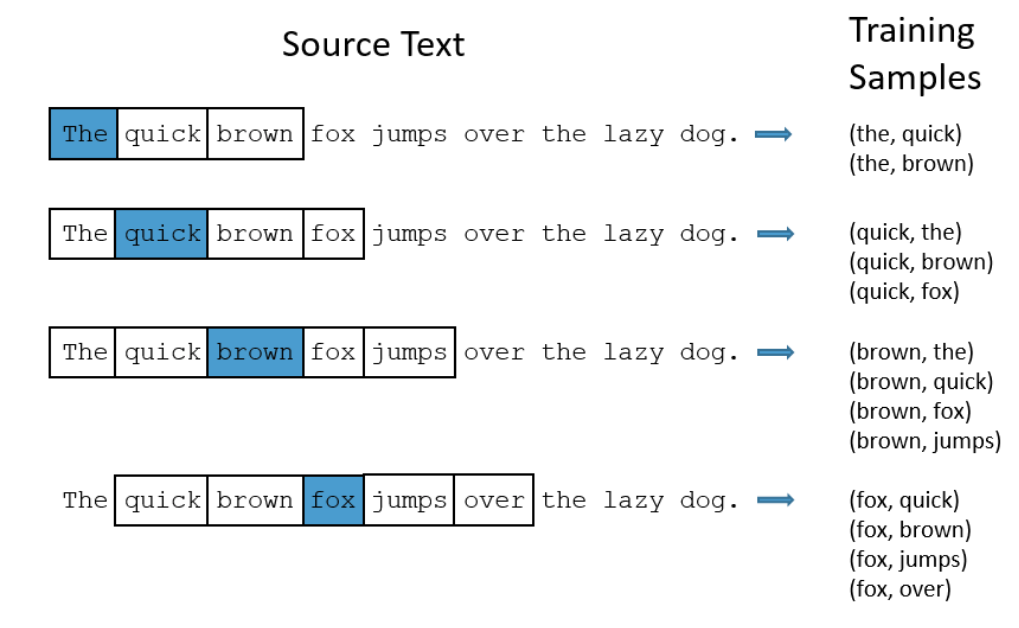 Source Text
Training
Samples
The quick brown fox jumps over the lazy dog.
(the, quick)
(the, brown)
The quick brown fox jumps over the lazy dog.
(quick, the)
(quick, brown)
(quick, fox)
The quick brown fox jumps over the lazy dog.
(brown, the)
(brown, quick)
(brown, fox)
(brown, jumps)
The quick brown fox jumps over the lazy dog.
(fox, quick)
(fox, brown)
(fox, jumps)
(fox, over)